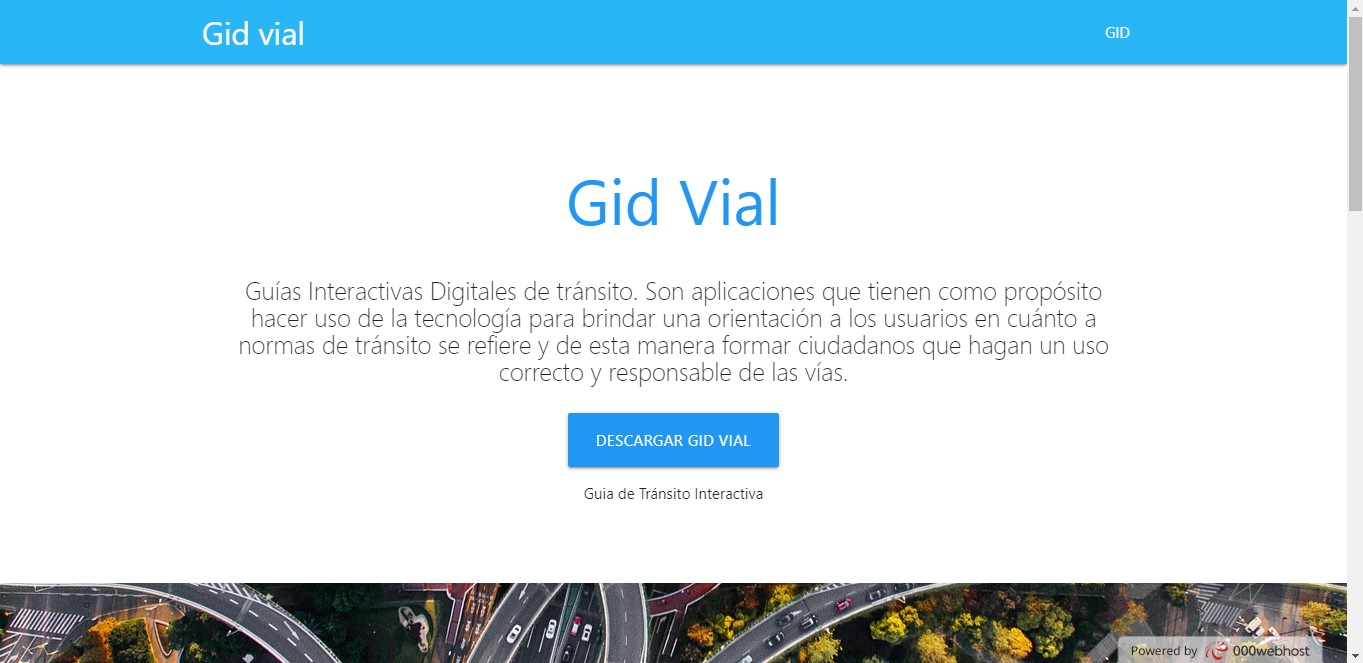 Gid vial
GID
Gid Vial
Guías Interactivas Digitales de tránsito. Son aplicaciones que tienen como propósito
hacer uso de la tecnología para brindar una orientación a los usuarios en cuánto a
normas de tránsito se refiere y de esta manera formar ciudadanos que hagan un uso
correcto y responsable de las vías.
DESCARGAR GID VIAL
Guia de Tránsito Interactiva
Powered by 000webhost